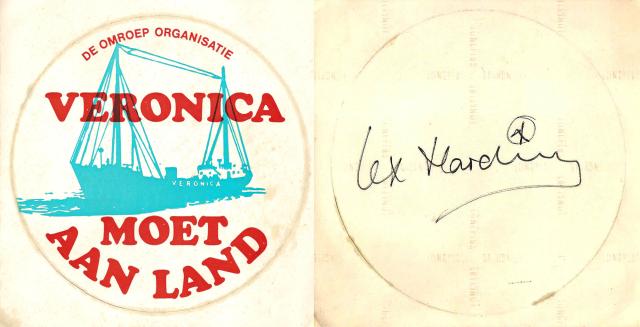 DE OMROEP ORGANISATIE
VERONICA
VERONICA
MOET
AAN LAND
Lex Harding